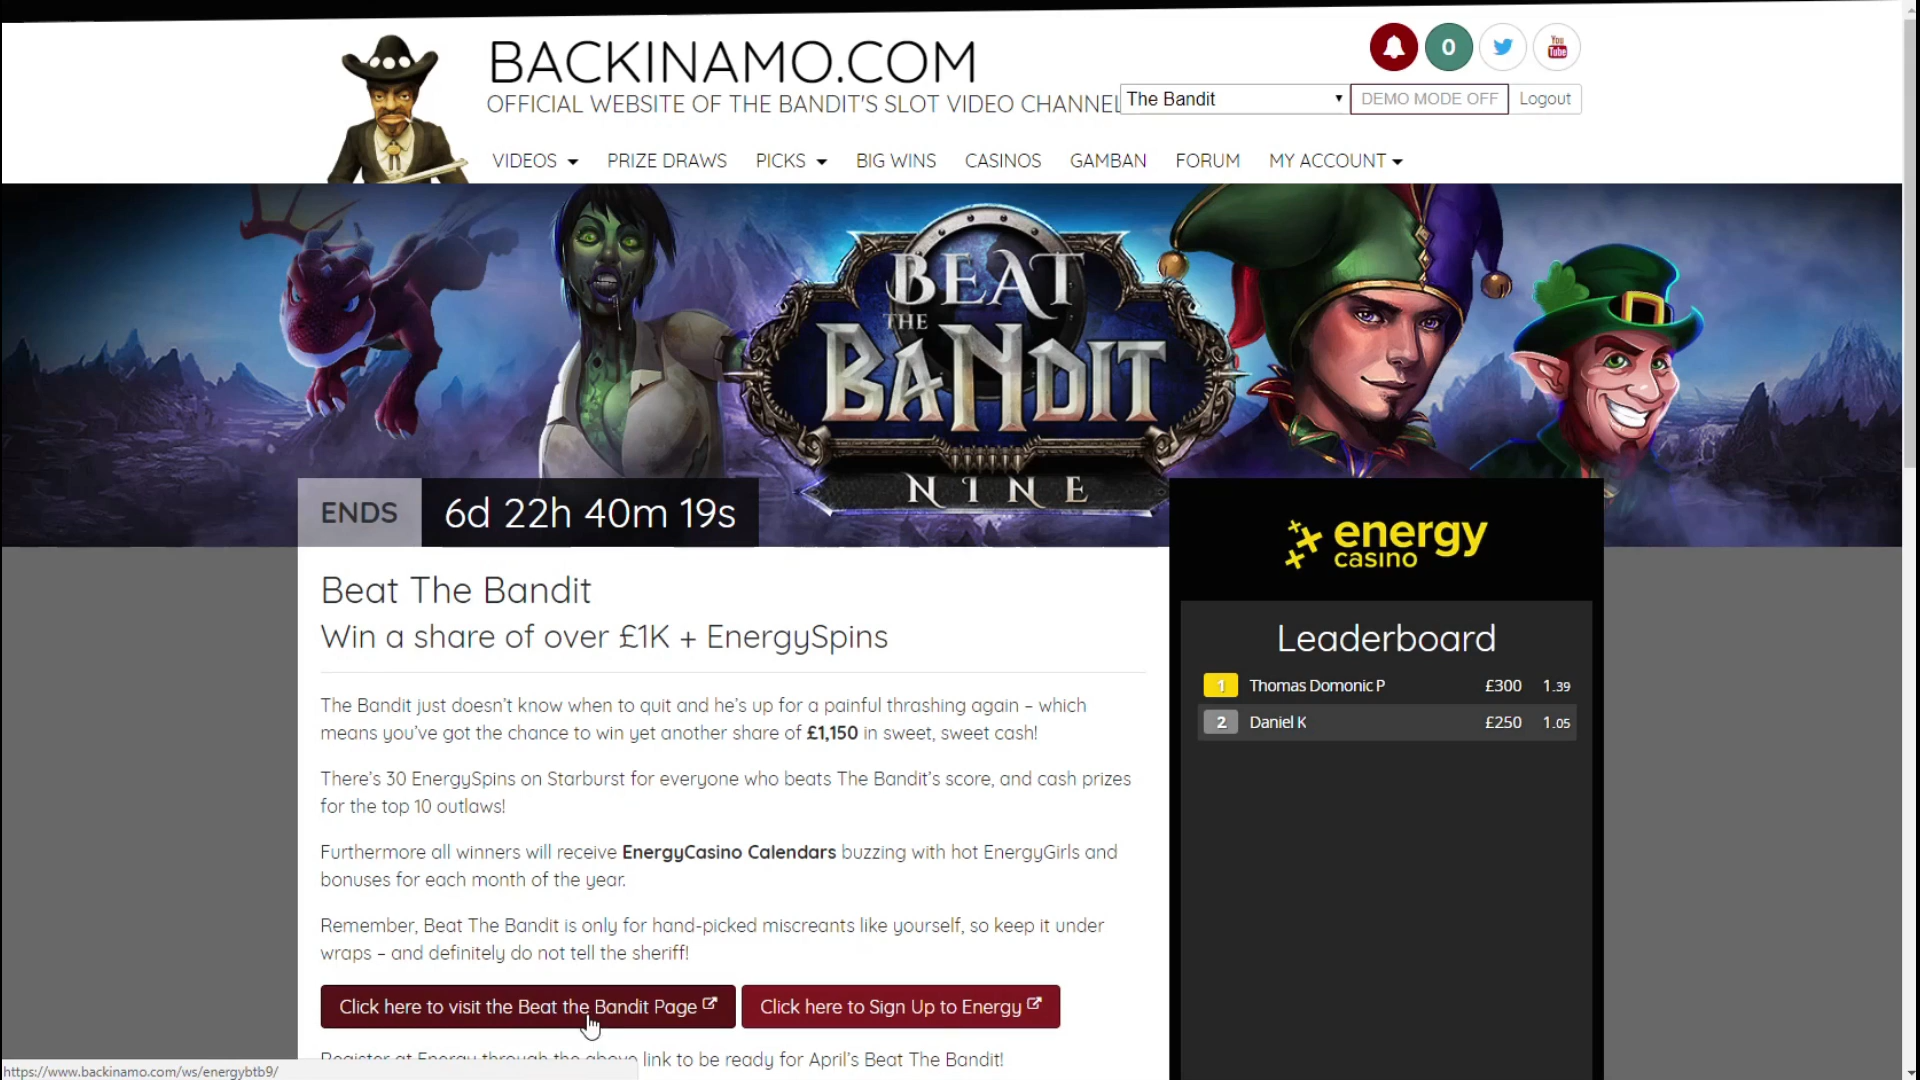 BACKINAMO.COM
OFFICIAL WEBSITE OF THE BANDIT'S SLOT VIDEO CHANNEL
0
You Tube
The Bandit
DEMO MODE OFF
Logout
VIDEOS PRIZE DRAWS PICKS BIG WINS CASINOS GAMBAN FORUM MY ACCOUNT
BEAT
THE
BANDIT
NINE
ENDS 6d 22h 40m 19s
energy
casino
Beat The Bandit
Win a share of over £1K + EnergySpins
The Bandit just doesn't know when to quit and he's up for a painful thrashing again – which
means you've got the chance to win yet another share of £1,150 in sweet, sweet cash!
There's 30 EnergySpins on Starburst for everyone who beats The Bandit's score, and cash prizes
for the top 10 outlaws!
Furthermore all winners will receive EnergyCasino Calendars buzzing with hot EnergyGirls and
bonuses for each month of the year.
Remember, Beat The Bandit is only for hand-picked miscreants like yourself, so keep it under
wraps – and definitely do not tell the sheriff!
Click here to visit the Beat the Bandit Page
Click here to Sign Up to Energy
Register at Energy through the above link to be ready for April's Beat The Bandit!
Leaderboard
1 Thomas Domonic P £300 1.39
2 Daniel K £250 1.05
https://www.backinamo.com/ws/energybtb9/